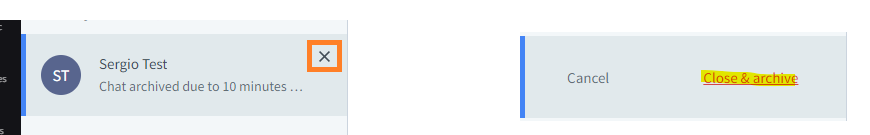 Sergio Test
ST
Chat archived due to 10 minutes …
Cancel
Close & archive